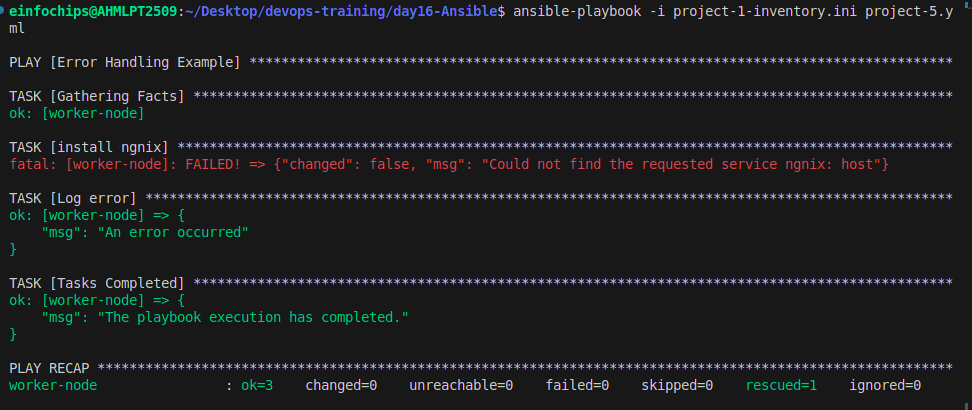 einfochips@AHMLPT2509:~/Desktop/devops-training/day16-Ansible$ ansible-playbook -i project-1-inventory.ini project-5.y
ml
PLAY [Error Handling Example] ****************************************************************************************
TASK [Gathering Facts] ***********************************************************************************************
ok: [worker-node]
TASK [install ngnix] *************************************************************************************************
fatal: [worker-node]: FAILED! => {"changed": false, "msg": "Could not find the requested service ngnix: host"}
TASK [Log error] *****************************************************************************************************
ok: [worker-node] => {
    "msg": "An error occurred"
}
TASK [Tasks Completed] ***********************************************************************************************
ok: [worker-node] => {
    "msg": "The playbook execution has completed."
}
PLAY RECAP ***********************************************************************************************************
worker-node                : ok=3    changed=0    unreachable=0    failed=0    skipped=0    rescued=1    ignored=0